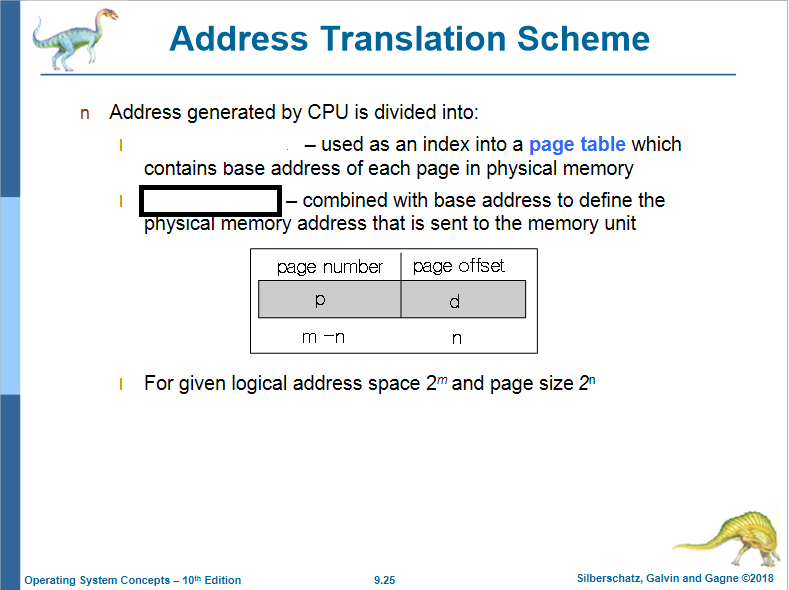 Address Translation Scheme
n Address generated by CPU is divided into:
l – used as an index into a page table which
contains base address of each page in physical memory
l – combined with base address to define the
physical memory address that is sent to the memory unit
page number page offset
p d
m -n n
l For given logical address space 2^m and page size 2^n
Operating System Concepts – 10th Edition 9.25 Silberschatz, Galvin and Gagne ©2018